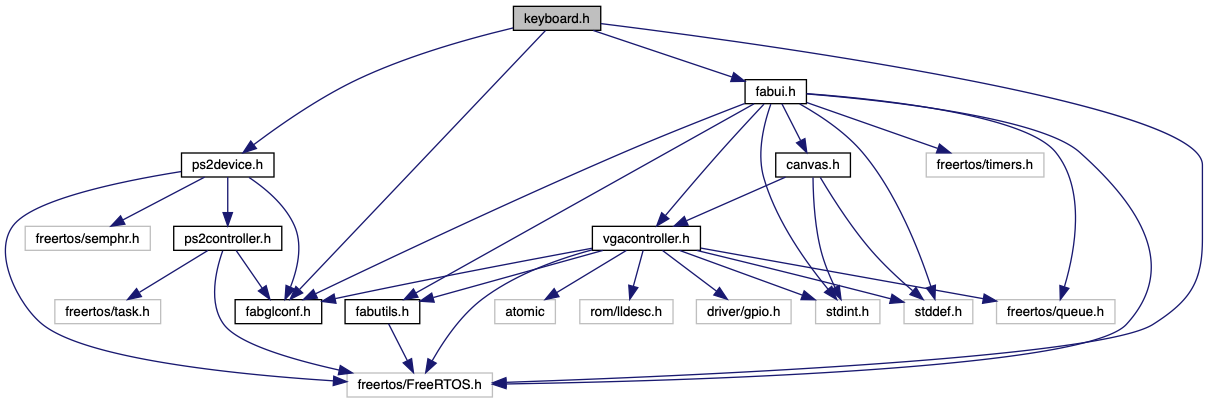 keyboard.h
fabui.h
ps2device.h
canvas.h
freertos/timers.h
freertos/semphr.h
ps2controller.h
vgacontroller.h
freertos/task.h
fabglconf.h
fabutils.h
atomic
rom/lldesc.h
driver/gpio.h
stdint.h
stddef.h
freertos/queue.h
freertos/FreeRTOS.h